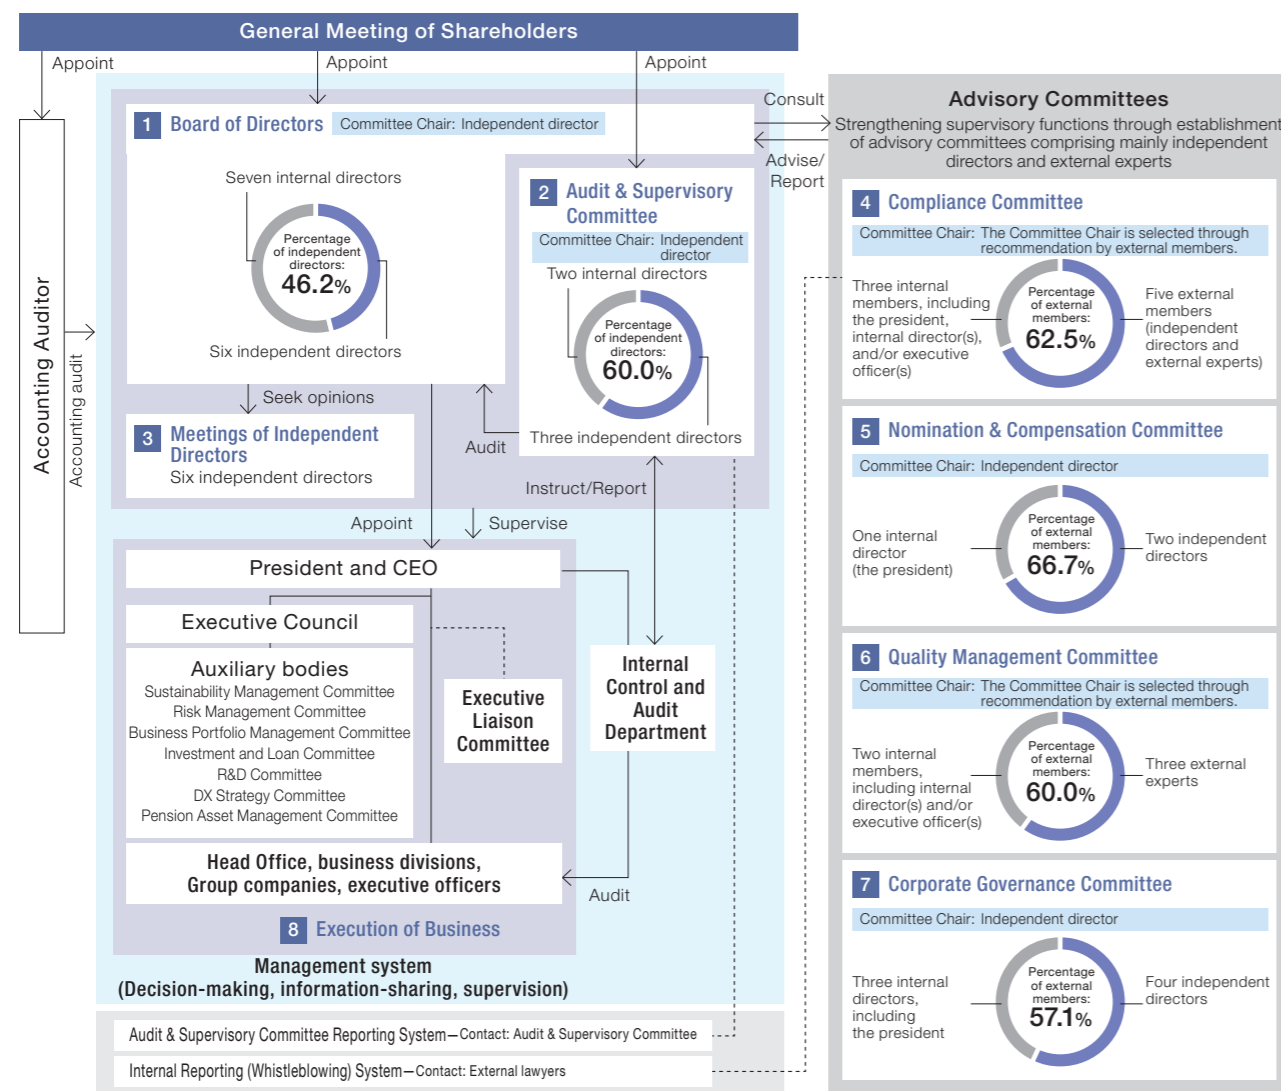 General Meeting of Shareholders
Appoint
Appoint
Appoint
Accounting Auditor
Accounting audit
1 Board of Directors
Committee Chair: Independent director
Seven internal directors
Percentage
of independent
directors:
46.2%
Six independent directors
Seek opinions
3 Meetings of Independent
Directors
Six independent directors
2 Audit & Supervisory
Committee
Committee Chair: Independent
director
Two internal directors
Percentage
of independent
directors:
60.0%
Three independent directors
Audit
Instruct/Report
Appoint
Supervise
President and CEO
Executive Council
Auxiliary bodies
Sustainability Management Committee
Risk Management Committee
Business Portfolio Management Committee
Investment and Loan Committee
R&D Committee
DX Strategy Committee
Pension Asset Management Committee
Executive
Liaison
Committee
Internal
Control and
Audit
Department
Head Office, business divisions,
Group companies, executive officers
Audit
8 Execution of Business
Management system
(Decision-making, information-sharing, supervision)
Audit & Supervisory Committee Reporting System—Contact: Audit & Supervisory Committee
Internal Reporting (Whistleblowing) System—Contact: External lawyers
Consult
Advise/
Report
Advisory Committees
Strengthening supervisory functions through establishment
of advisory committees comprising mainly independent
directors and external experts
4 Compliance Committee
Committee Chair: The Committee Chair is selected through
recommendation by external members.
Three internal
members, including
the president,
internal director(s),
and/or executive
officer(s)
Percentage
of external
members:
62.5%
Five external
members
(independent
directors and
external experts)
5 Nomination & Compensation Committee
Committee Chair: Independent director
One internal
director
(the president)
Percentage
of external
members:
66.7%
Two independent
directors
6 Quality Management Committee
Committee Chair: The Committee Chair is selected through
recommendation by external members.
Two internal
members,
including internal
director(s) and/or
executive officer(s)
Percentage
of external
members:
60.0%
Three external
experts
7 Corporate Governance Committee
Committee Chair: Independent director
Three internal
directors,
including
the president
Percentage
of external
members:
57.1%
Four independent
directors